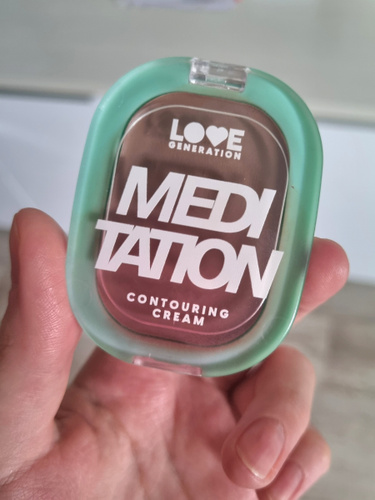 LOVE
GENERATION
MEDI
TATION
CONTOURING
CREAM